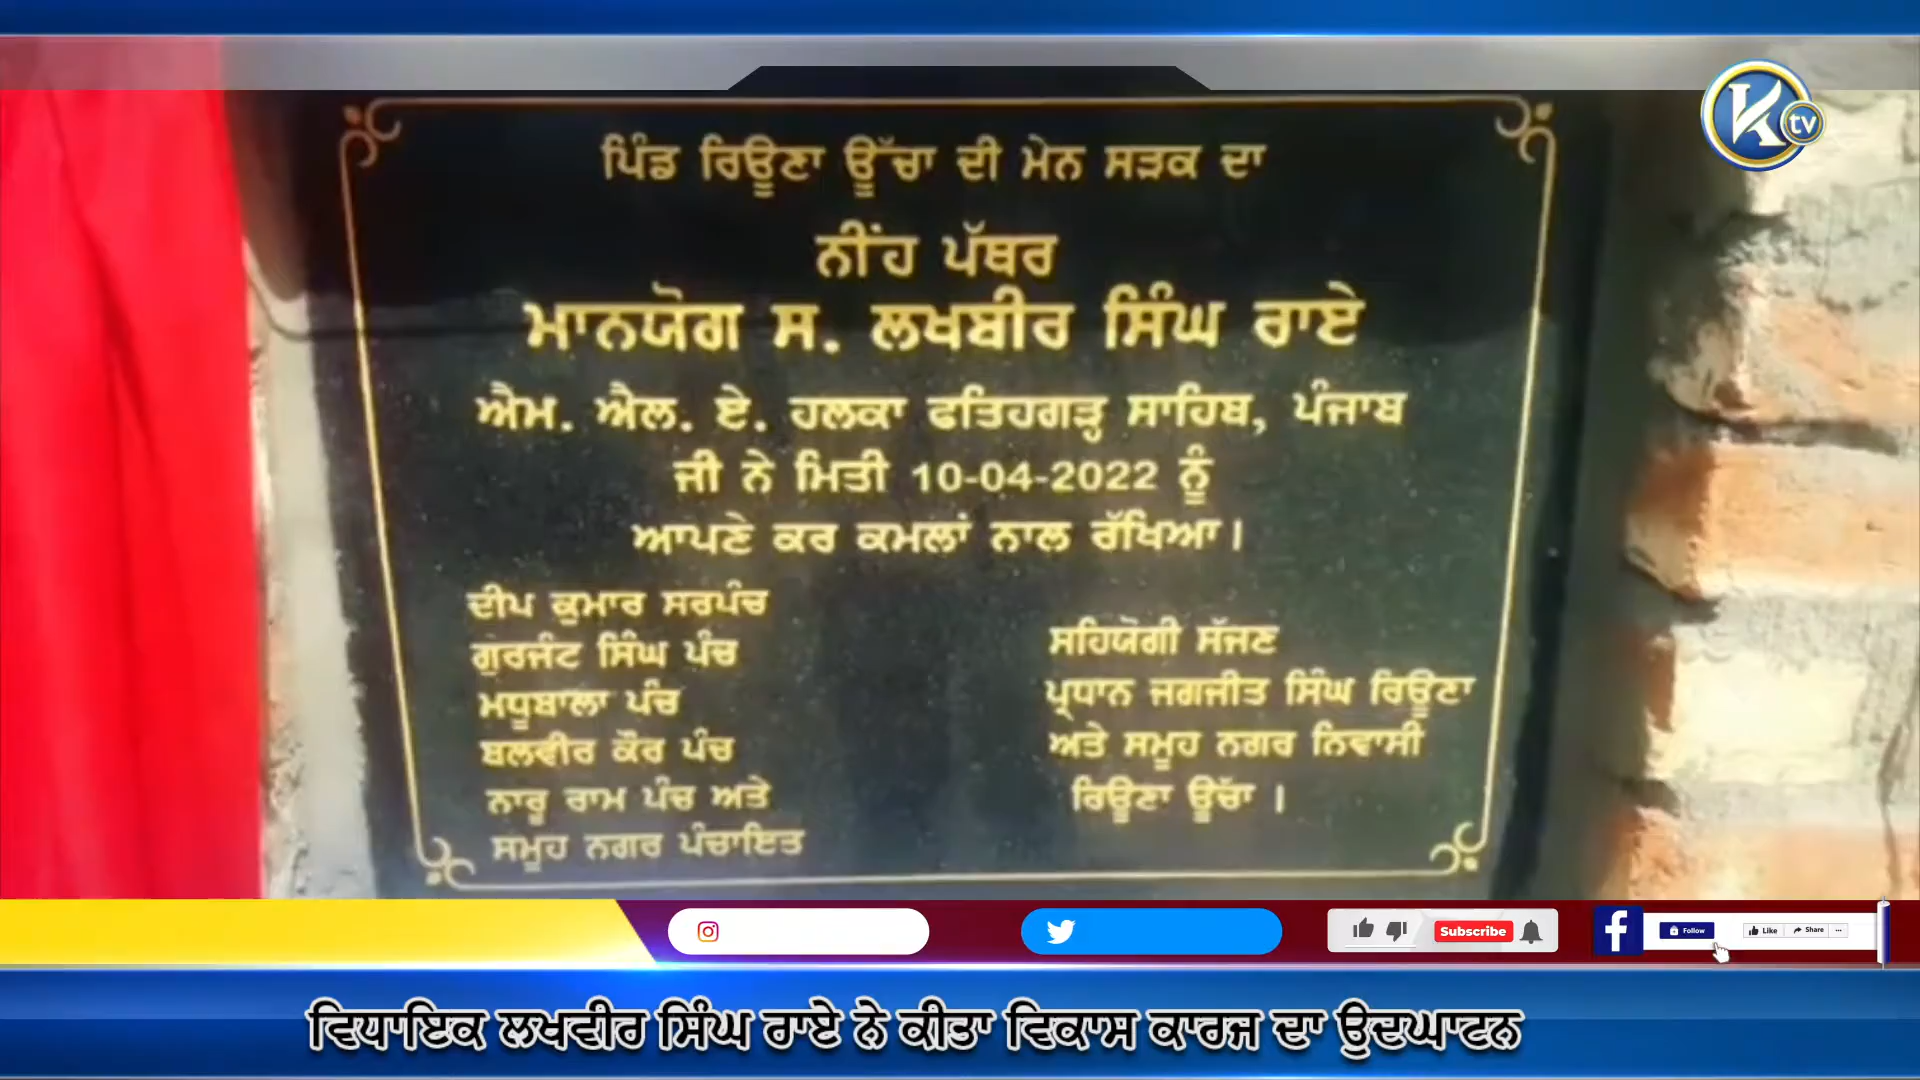 K tv
ਪਿੰਡ ਰਿਊਣਾ ਊੱਚਾ ਦੀ ਮੇਨ ਸੜਕ ਦਾ
ਨੀਂਹ ਪੱਥਰ
ਮਾਨਯੋਗ ਸ. ਲਖਬੀਰ ਸਿੰਘ ਰਾਏ
ਐਮ. ਐਲ. ਏ. ਹਲਕਾ ਫਤਿਹਗੜ੍ਹ ਸਾਹਿਬ, ਪੰਜਾਬ
ਜੀ ਨੇ ਮਿਤੀ 10-04-2022 ਨੂੰ
ਆਪਣੇ ਕਰ ਕਮਲਾਂ ਨਾਲ ਰੱਖਿਆ।
ਦੀਪ ਕੁਮਾਰ ਸਰਪੰਚ
ਗੁਰਜੰਟ ਸਿੰਘ ਪੰਚ
ਮਧੂਬਾਲਾ ਪੰਚ
ਬਲਵੀਰ ਕੌਰ ਪੰਚ
ਨਾਰੂ ਰਾਮ ਪੰਚ ਅਤੇ
ਸਮੂਹ ਨਗਰ ਪੰਚਾਇਤ
ਸਹਿਯੋਗੀ ਸੱਜਣ
ਪ੍ਰਧਾਨ ਜਗਜੀਤ ਸਿੰਘ ਰਿਊਣਾ
ਅਤੇ ਸਮੂਹ ਨਗਰ ਨਿਵਾਸੀ
ਰਿਊਣਾ ਊਚਾ ।
Subscribe
Follow
Like Share
ਵਿਧਾਇਕ ਲਖਵੀਰ ਸਿੰਘ ਰਾਏ ਨੇ ਕੀਤਾ ਵਿਕਾਸ ਕਾਰਜ ਦਾ ਉਦਘਾਟਨ